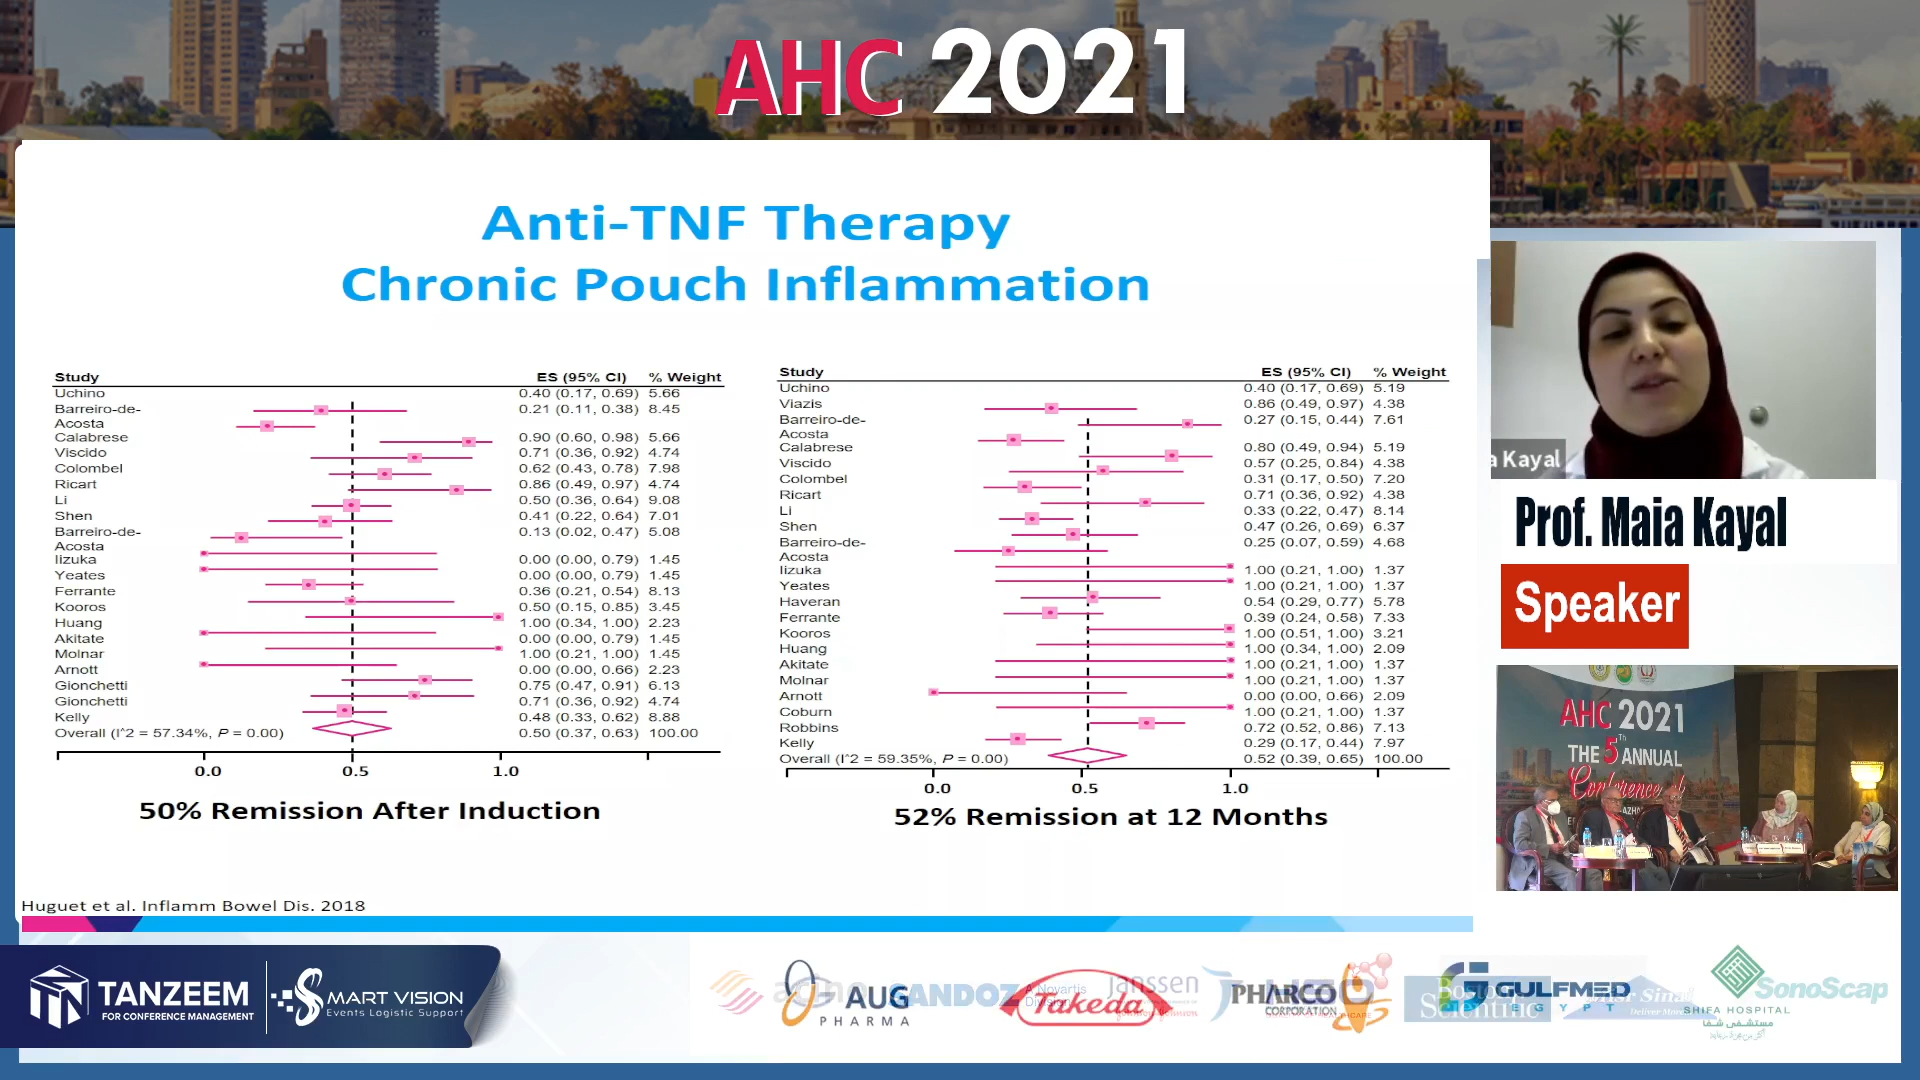 AHC 2021
Anti-TNF Therapy
Chronic Pouch Inflammation
Study ES (95% CI) % Weight
Uchino 0.40 (0.17, 0.69) 5.66
Barreiro-de- 0.21 (0.11, 0.38) 8.45
Acosta
Calabrese 0.90 (0.60, 0.98) 5.66
Viscido 0.71 (0.36, 0.92) 4.74
Colombel 0.62 (0.43, 0.78) 7.98
Ricart 0.86 (0.49, 0.97) 4.74
Li 0.50 (0.36, 0.64) 9.08
Shen 0.41 (0.22, 0.64) 7.01
Barreiro-de- 0.13 (0.02, 0.47) 5.08
Acosta
Iizuka 0.00 (0.00, 0.79) 1.45
Yeates 0.00 (0.00, 0.79) 1.45
Ferrante 0.36 (0.21, 0.54) 8.13
Kooros 0.50 (0.15, 0.85) 3.45
Huang 1.00 (0.34, 1.00) 2.23
Akitate 0.00 (0.00, 0.79) 1.45
Molnar 1.00 (0.21, 1.00) 1.45
Arnott 0.00 (0.00, 0.66) 2.23
Gionchetti 0.75 (0.47, 0.91) 6.13
Gionchetti 0.71 (0.36, 0.92) 4.74
Kelly 0.48 (0.33, 0.62) 8.88
Overall (I^2 = 57.34%, P = 0.00) 0.50 (0.37, 0.63) 100.00
0.0 0.5 1.0
50% Remission After Induction
Study ES (95% CI) % Weight
Uchino 0.40 (0.17, 0.69) 5.19
Viazis 0.86 (0.49, 0.97) 4.38
Barreiro-de- 0.27 (0.15, 0.44) 7.61
Acosta
Calabrese 0.80 (0.49, 0.94) 5.19
Viscido 0.57 (0.25, 0.84) 4.38
Colombel 0.31 (0.17, 0.50) 7.20
Ricart 0.71 (0.36, 0.92) 4.38
Li 0.33 (0.22, 0.47) 8.14
Shen 0.47 (0.26, 0.69) 6.37
Barreiro-de- 0.25 (0.07, 0.59) 4.68
Acosta
Iizuka 1.00 (0.21, 1.00) 1.37
Yeates 1.00 (0.21, 1.00) 1.37
Haveran 0.54 (0.29, 0.77) 5.78
Ferrante 0.39 (0.24, 0.58) 7.33
Kooros 1.00 (0.51, 1.00) 3.21
Huang 1.00 (0.34, 1.00) 2.09
Akitate 1.00 (0.21, 1.00) 1.37
Molnar 1.00 (0.21, 1.00) 1.37
Arnott 0.00 (0.00, 0.66) 2.09
Coburn 1.00 (0.21, 1.00) 1.37
Robbins 0.72 (0.52, 0.86) 7.13
Kelly 0.29 (0.17, 0.44) 7.97
Overall (I^2 = 59.35%, P = 0.00) 0.52 (0.39, 0.65) 100.00
0.0 0.5 1.0
52% Remission at 12 Months
Huguet et al. Inflamm Bowel Dis. 2018
a Kayal
Prof. Maia Kayal
Speaker
AHC 2021
THE 5Th ANNUAL
Conference of
TANZEEM
FOR CONFERENCE MANAGEMENT
SMART VISION
Events Logistic Support
AUG
PHARMA
SANDOZ A Novartis
Division
Takeda
janssen
PHARCO
CORPORATION
Boston
Scientific
GULFMED
EGYPT
Misr Sinai
SHIFA HOSPITAL
مستشفى شفا
SonoScap